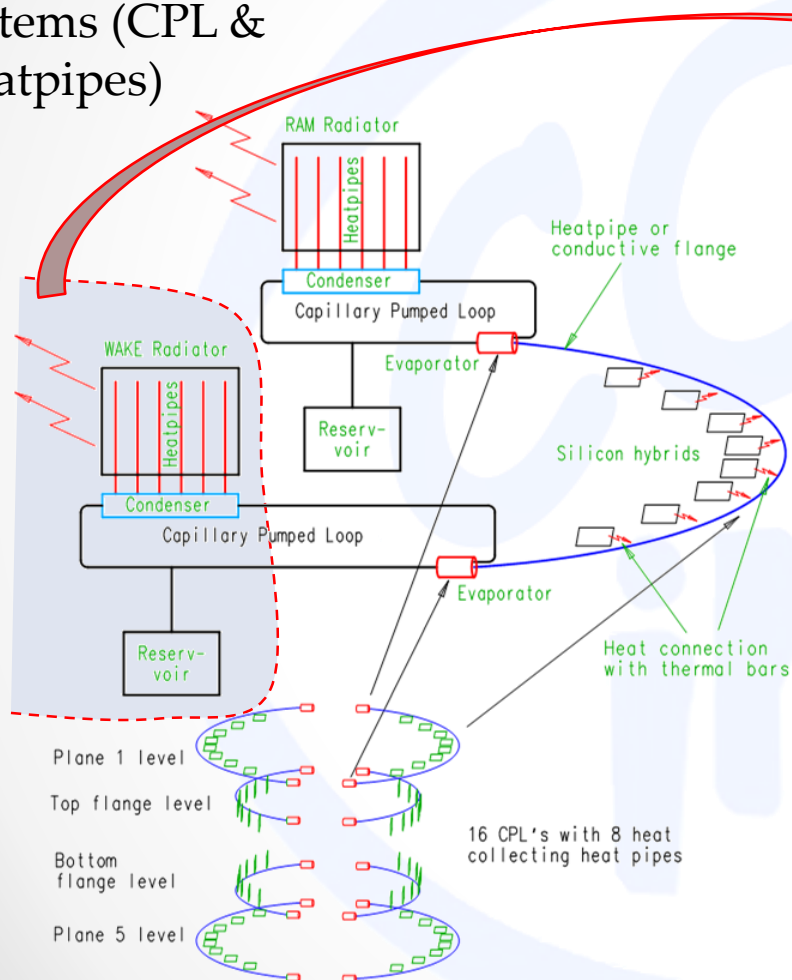 tems (CPL &
atpipes)
RAM Radiator
Heatpipes
Condenser
Capillary Pumped Loop
Evaporator
Reserv-
voir
Heatpipe or
conductive flange
WAKE Radiator
Heatpipes
Condenser
Capillary Pumped Loop
Evaporator
Reserv-
voir
Silicon hybrids
Heat connection
with thermal bars
Plane 1 level
Top flange level
Bottom
flange level
Plane 5 level
16 CPL's with 8 heat
collecting heat pipes